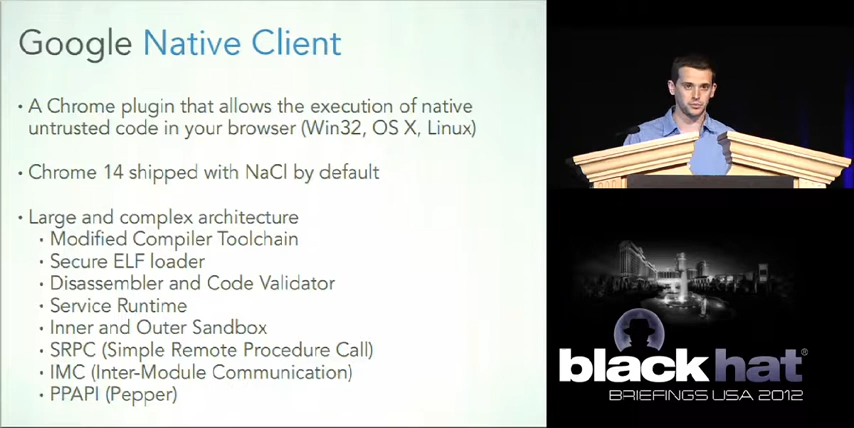 Google Native Client
• A Chrome plugin that allows the execution of native
untrusted code in your browser (Win32, OS X, Linux)
• Chrome 14 shipped with NaCl by default
• Large and complex architecture
• Modified Compiler Toolchain
• Secure ELF loader
• Disassembler and Code Validator
• Service Runtime
• Inner and Outer Sandbox
• SRPC (Simple Remote Procedure Call)
• IMC (Inter-Module Communication)
• PPAPI (Pepper)
black hat®
BRIEFINGS USA 2012